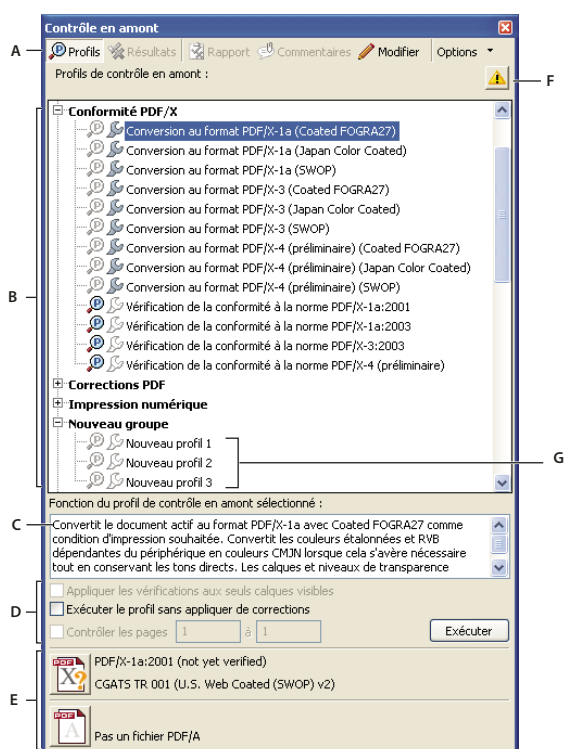 Contrôle en amont
A
Profils Résultats Rapport Commentaires Modifier Options
Profils de contrôle en amont :
F
Conformité PDF/X
Conversion au format PDF/X-1a (Coated FOGRA27)
Conversion au format PDF/X-1a (Japan Color Coated)
Conversion au format PDF/X-1a (SWOP)
Conversion au format PDF/X-3 (Coated FOGRA27)
Conversion au format PDF/X-3 (Japan Color Coated)
Conversion au format PDF/X-3 (SWOP)
Conversion au format PDF/X-4 (préliminaire) (Coated FOGRA27)
Conversion au format PDF/X-4 (préliminaire) (Japan Color Coated)
Conversion au format PDF/X-4 (préliminaire) (SWOP)
B
Vérification de la conformité à la norme PDF/X-1a:2001
Vérification de la conformité à la norme PDF/X-1a:2003
Vérification de la conformité à la norme PDF/X-3:2003
Vérification de la conformité à la norme PDF/X-4 (préliminaire)
Corrections PDF
Impression numérique
Nouveau groupe
Nouveau profil 1
Nouveau profil 2
G
Nouveau profil 3
Fonction du profil de contrôle en amont sélectionné :
C
Convertit le document actif au format PDF/X-1a avec Coated FOGRA27 comme
condition d'impression souhaitée. Convertit les couleurs étalonnées et RVB
dépendantes du périphérique en couleurs CMJN lorsque cela s'avère nécessaire
tout en conservant les tons directs. Les calques et niveaux de transparence
Appliquer les vérifications aux seuls calques visibles
D
Exécuter le profil sans appliquer de corrections
Contrôler les pages 1 à 1 Exécuter
PDF/X-1a:2001 (not yet verified)
CGATS TR 001 (U.S. Web Coated (SWOP) v2)
E
Pas un fichier PDF/A